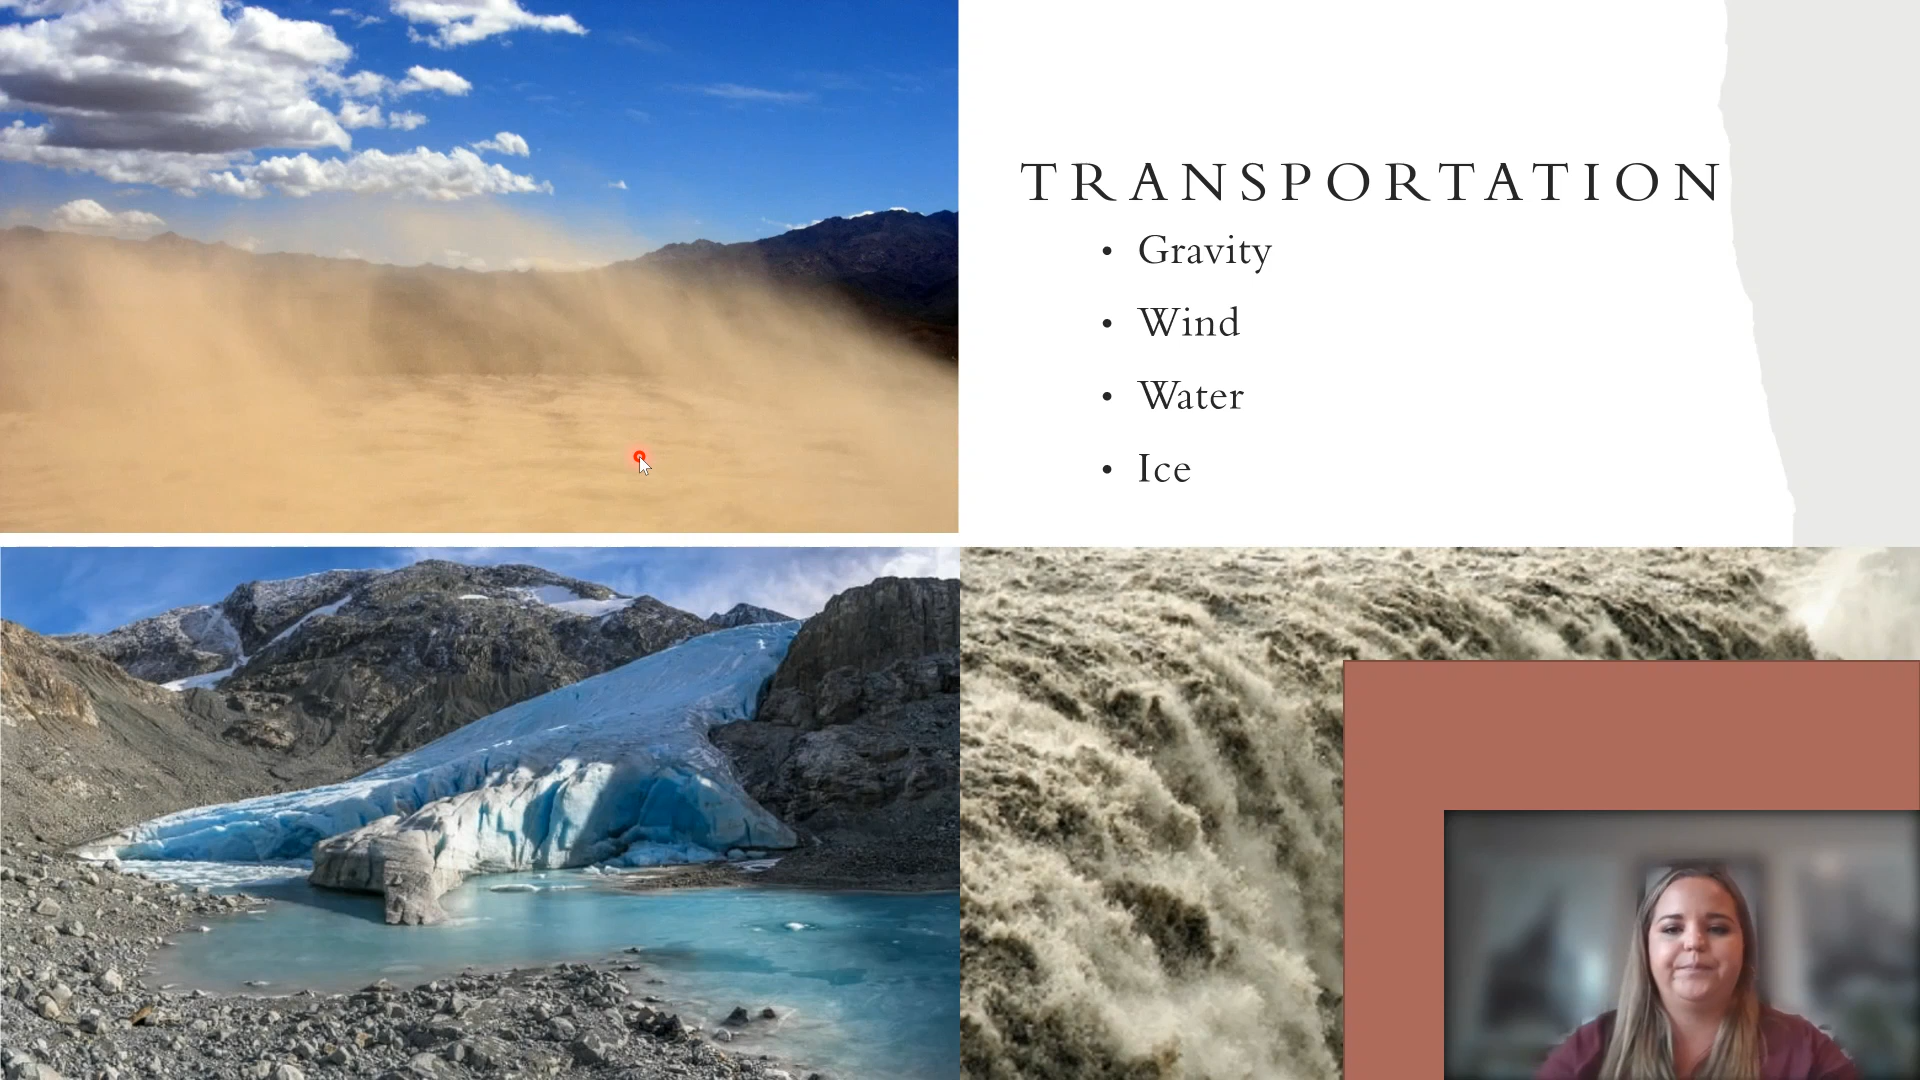 TRANSPORTATION
• Gravity
• Wind
• Water
• Ice